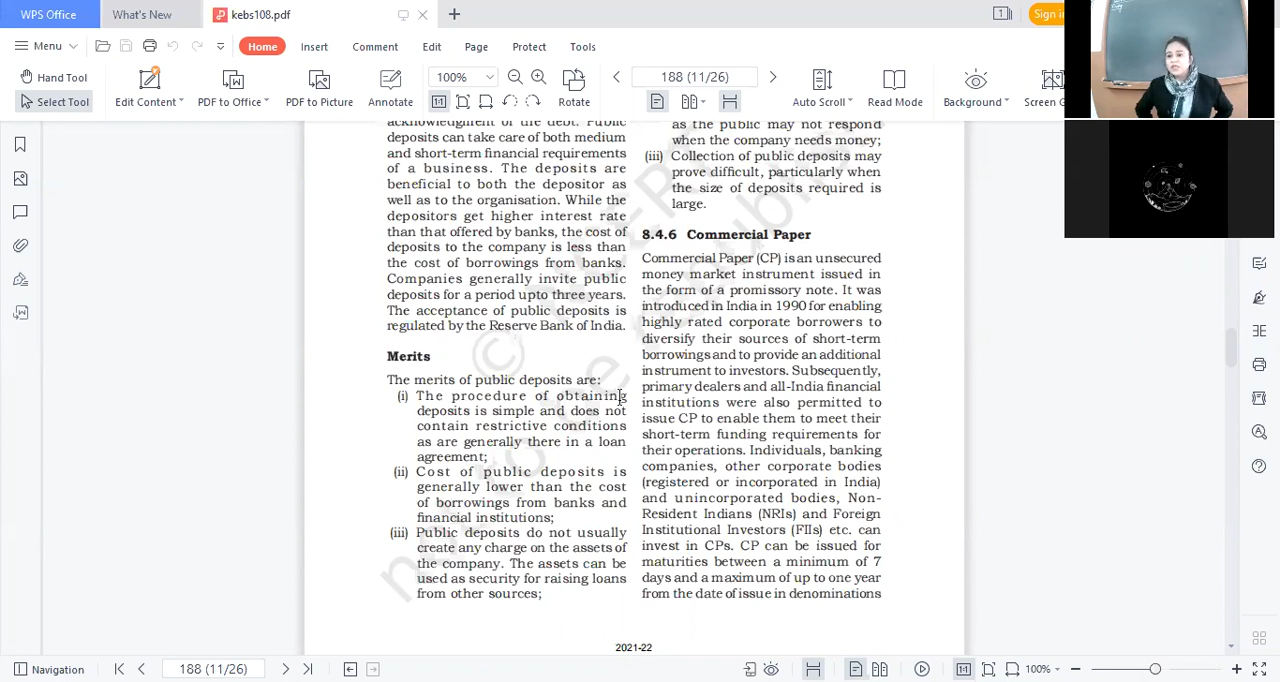 WPS Office
What's New
kebs108.pdf
1
Sign in
Menu
Home
Insert
Comment
Edit
Page
Protect
Tools
Hand Tool
Select Tool
Edit Content
PDF to Office
PDF to Picture
Annotate
100%
Rotate
188 (11/26)
Auto Scroll
Read Mode
Background
Screen G
acknowledgment of the debt. Public
deposits can take care of both medium
and short-term financial requirements
of a business. The deposits are
beneficial to both the depositor as
well as to the organisation. While the
depositors get higher interest rate
than that offered by banks, the cost of
deposits to the company is less than
the cost of borrowings from banks.
Companies generally invite public
deposits for a period upto three years.
The acceptance of public deposits is
regulated by the Reserve Bank of India.
Merits
The merits of public deposits are:
(i) The procedure of obtaining
deposits is simple and does not
contain restrictive conditions
as are generally there in a loan
agreement;
(ii) Cost of public deposits is
generally lower than the cost
of borrowings from banks and
financial institutions;
(iii) Public deposits do not usually
create any charge on the assets of
the company. The assets can be
used as security for raising loans
from other sources;
as the public may not respond
when the company needs money;
(iii) Collection of public deposits may
prove difficult, particularly when
the size of deposits required is
large.
8.4.6 Commercial Paper
Commercial Paper (CP) is an unsecured
money market instrument issued in
the form of a promissory note. It was
introduced in India in 1990 for enabling
highly rated corporate borrowers to
diversify their sources of short-term
borrowings and to provide an additional
instrument to investors. Subsequently,
primary dealers and all-India financial
institutions were also permitted to
issue CP to enable them to meet their
short-term funding requirements for
their operations. Individuals, banking
companies, other corporate bodies
(registered or incorporated in India)
and unincorporated bodies, Non-
Resident Indians (NRIs) and Foreign
Institutional Investors (FIIs) etc. can
invest in CPs. CP can be issued for
maturities between a minimum of 7
days and a maximum of up to one year
from the date of issue in denominations
2021-22
© NCERT
not to be republis
Navigation
188 (11/26)
100%